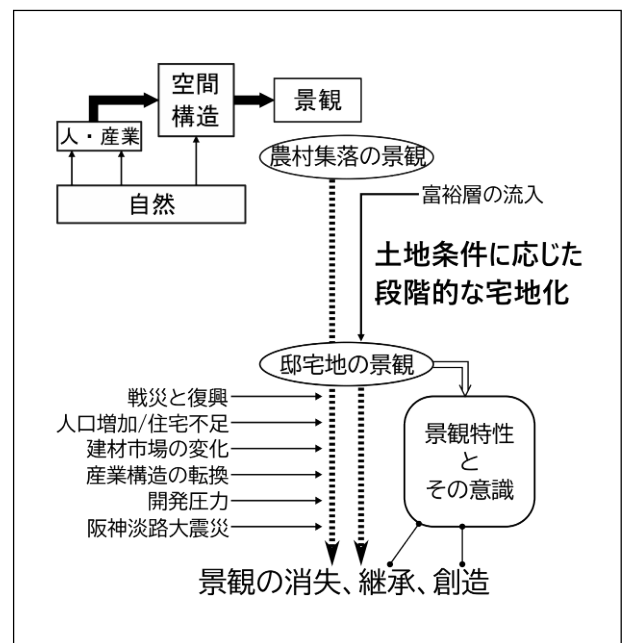 空間
構造
景観
人・産業
自然
農村集落の景観
富裕層の流入
土地条件に応じた
段階的な宅地化
邸宅地の景観
戦災と復興
人口増加/住宅不足
建材市場の変化
産業構造の転換
開発圧力
阪神淡路大震災
景観特性
と
その意識
景観の消失、継承、創造